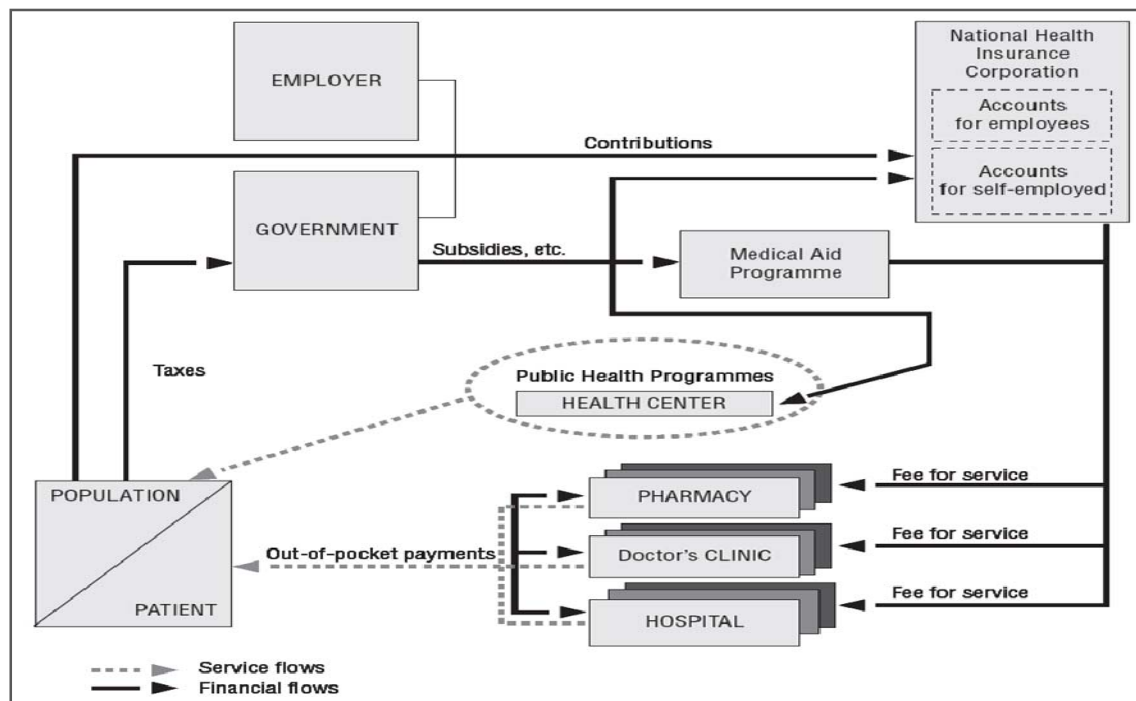 EMPLOYER
National Health
Insurance
Corporation
Accounts
for employees
Contributions
Accounts
for self-employed
GOVERNMENT
Subsidies, etc.
Medical Aid
Programme
Taxes
Public Health Programmes
HEALTH CENTER
POPULATION
PATIENT
Out-of-pocket payments
PHARMACY
Fee for service
Doctor's CLINIC
Fee for service
HOSPITAL
Fee for service
Service flows
Financial flows